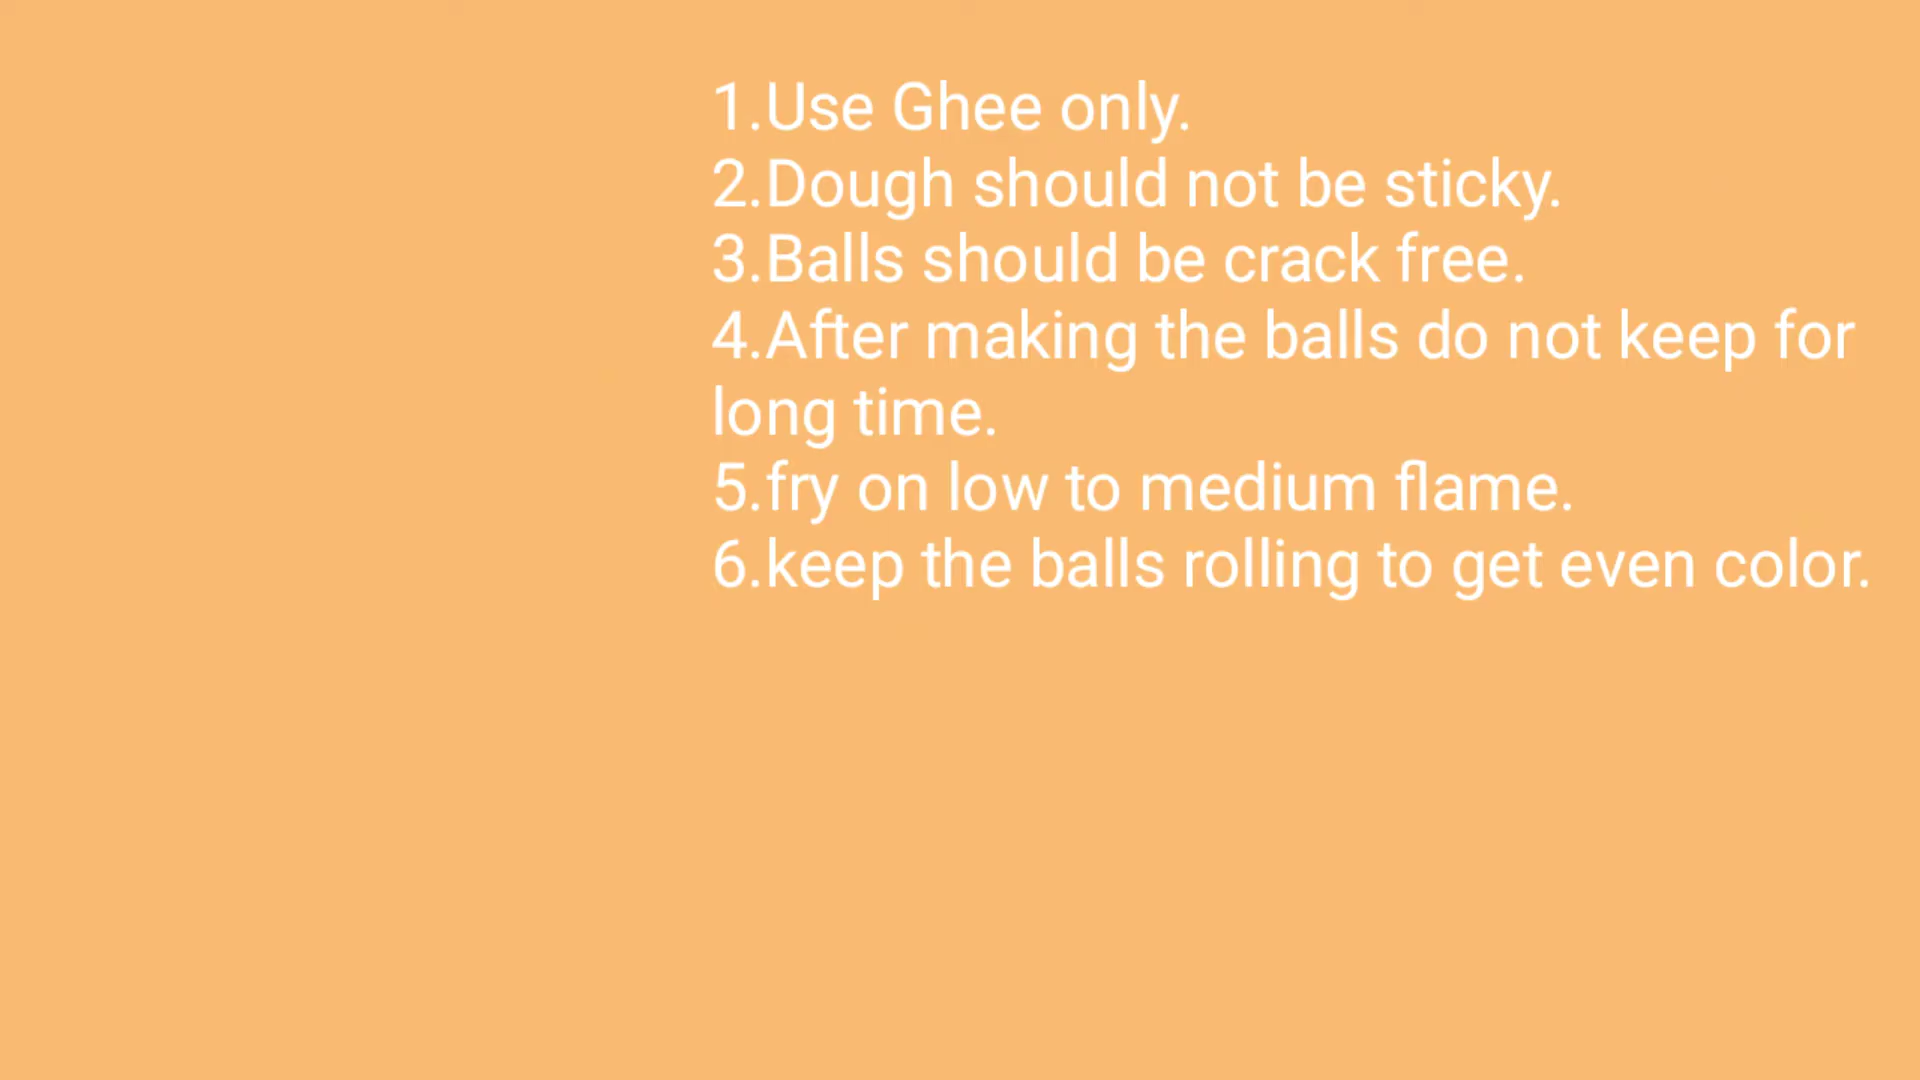 1.Use Ghee only.
2.Dough should not be sticky.
3.Balls should be crack free.
4.After making the balls do not keep for
long time.
5.fry on low to medium flame.
6.keep the balls rolling to get even color.